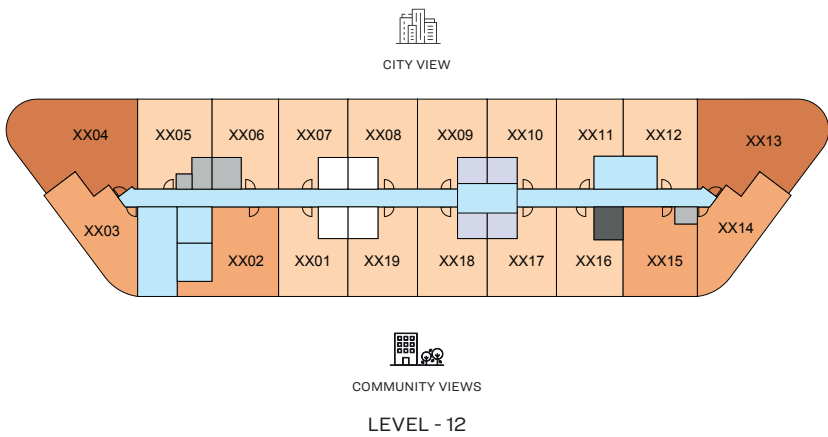 CITY VIEW
XX04 XX05 XX06 XX07 XX08 XX09 XX10 XX11 XX12 XX13
XX03 XX14
XX02 XX01 XX19 XX18 XX17 XX16 XX15
COMMUNITY VIEWS
LEVEL - 12